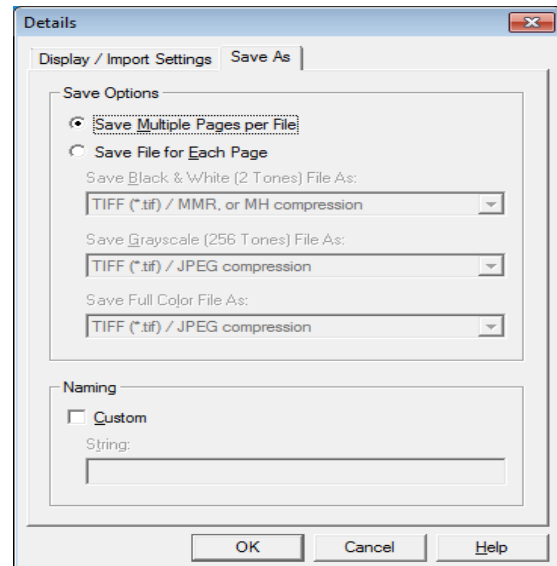 Details
Display / Import Settings Save As
Save Options
Save Multiple Pages per File
Save File for Each Page
Save Black & White (2 Tones) File As:
TIFF (*.tif) / MMR, or MH compression
Save Grayscale (256 Tones) File As:
TIFF (*.tif) / JPEG compression
Save Full Color File As:
TIFF (*.tif) / JPEG compression
Naming
Custom
String:
OK Cancel Help